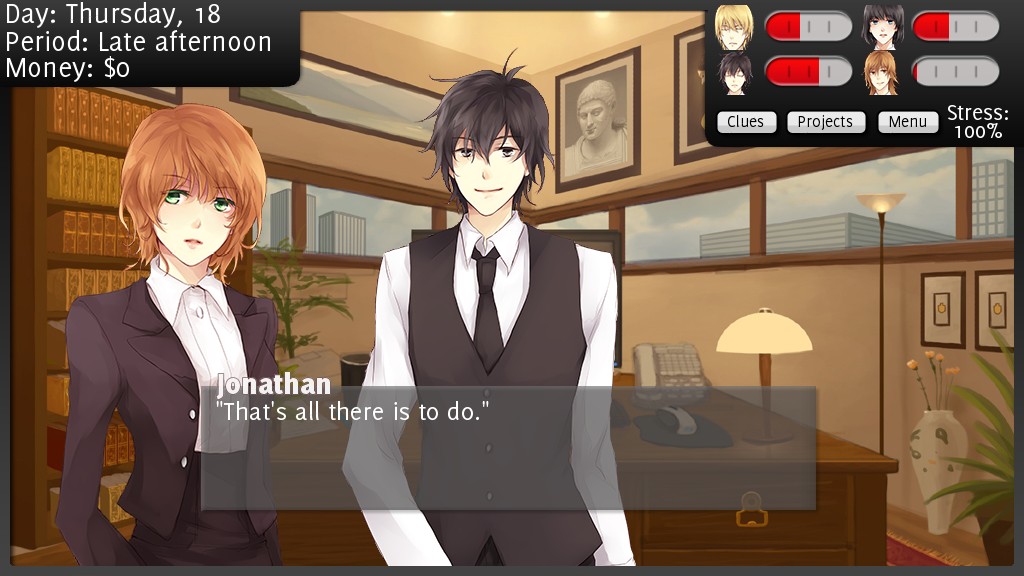 Day: Thursday, 18
Period: Late afternoon
Money: $0
Clues
Projects
Menu
Stress:
100%
Jonathan
"That's all there is to do."